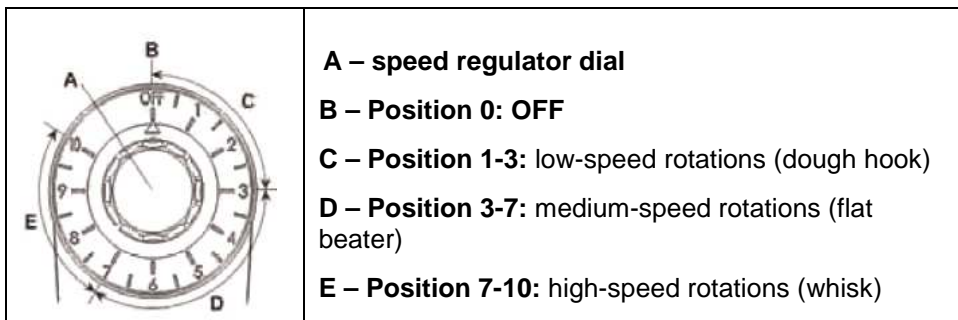 B
A
C
OFF
1
2
3
4
5
6
7
8
9
10
E
D
A – speed regulator dial
B – Position 0: OFF
C – Position 1-3: low-speed rotations (dough hook)
D – Position 3-7: medium-speed rotations (flat
beater)
E – Position 7-10: high-speed rotations (whisk)